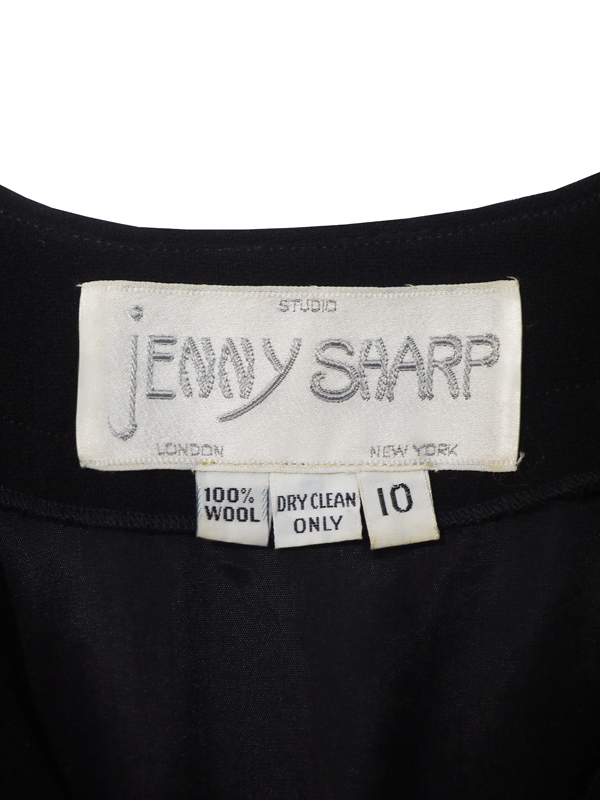 STUDIO
jENNy SHARP
LONDON NEW YORK
100% WOOL
DRY CLEAN ONLY
10